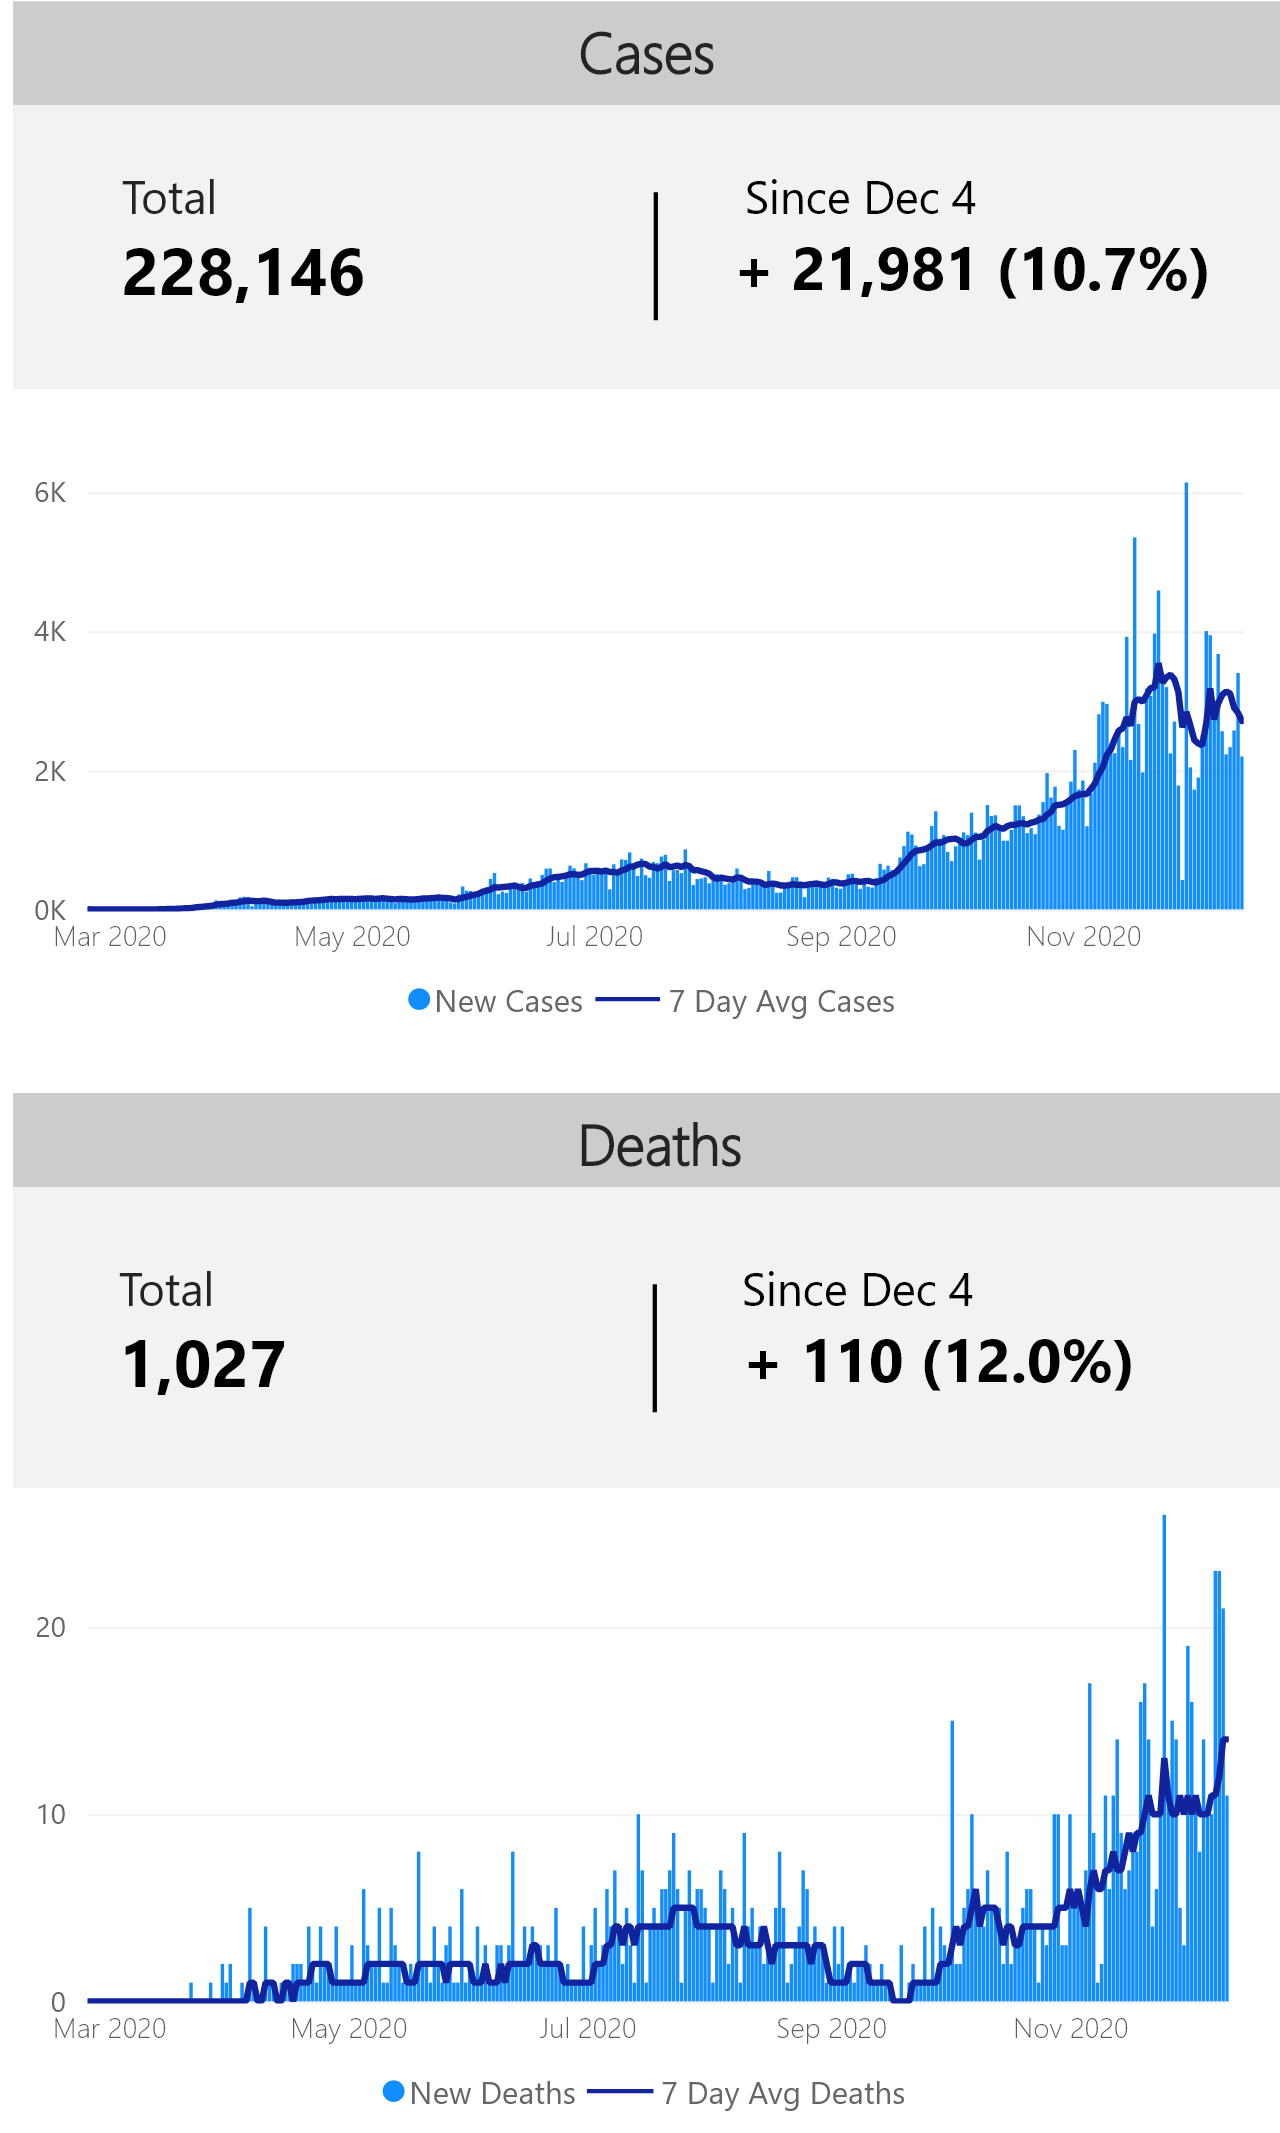 Cases
Total
228,146
Since Dec 4
+ 21,981 (10.7%)
6K
4K
2K
0K
Mar 2020 May 2020 Jul 2020 Sep 2020 Nov 2020
New Cases 7 Day Avg Cases
Deaths
Total
1,027
Since Dec 4
+ 110 (12.0%)
20
10
0
Mar 2020 May 2020 Jul 2020 Sep 2020 Nov 2020
New Deaths 7 Day Avg Deaths